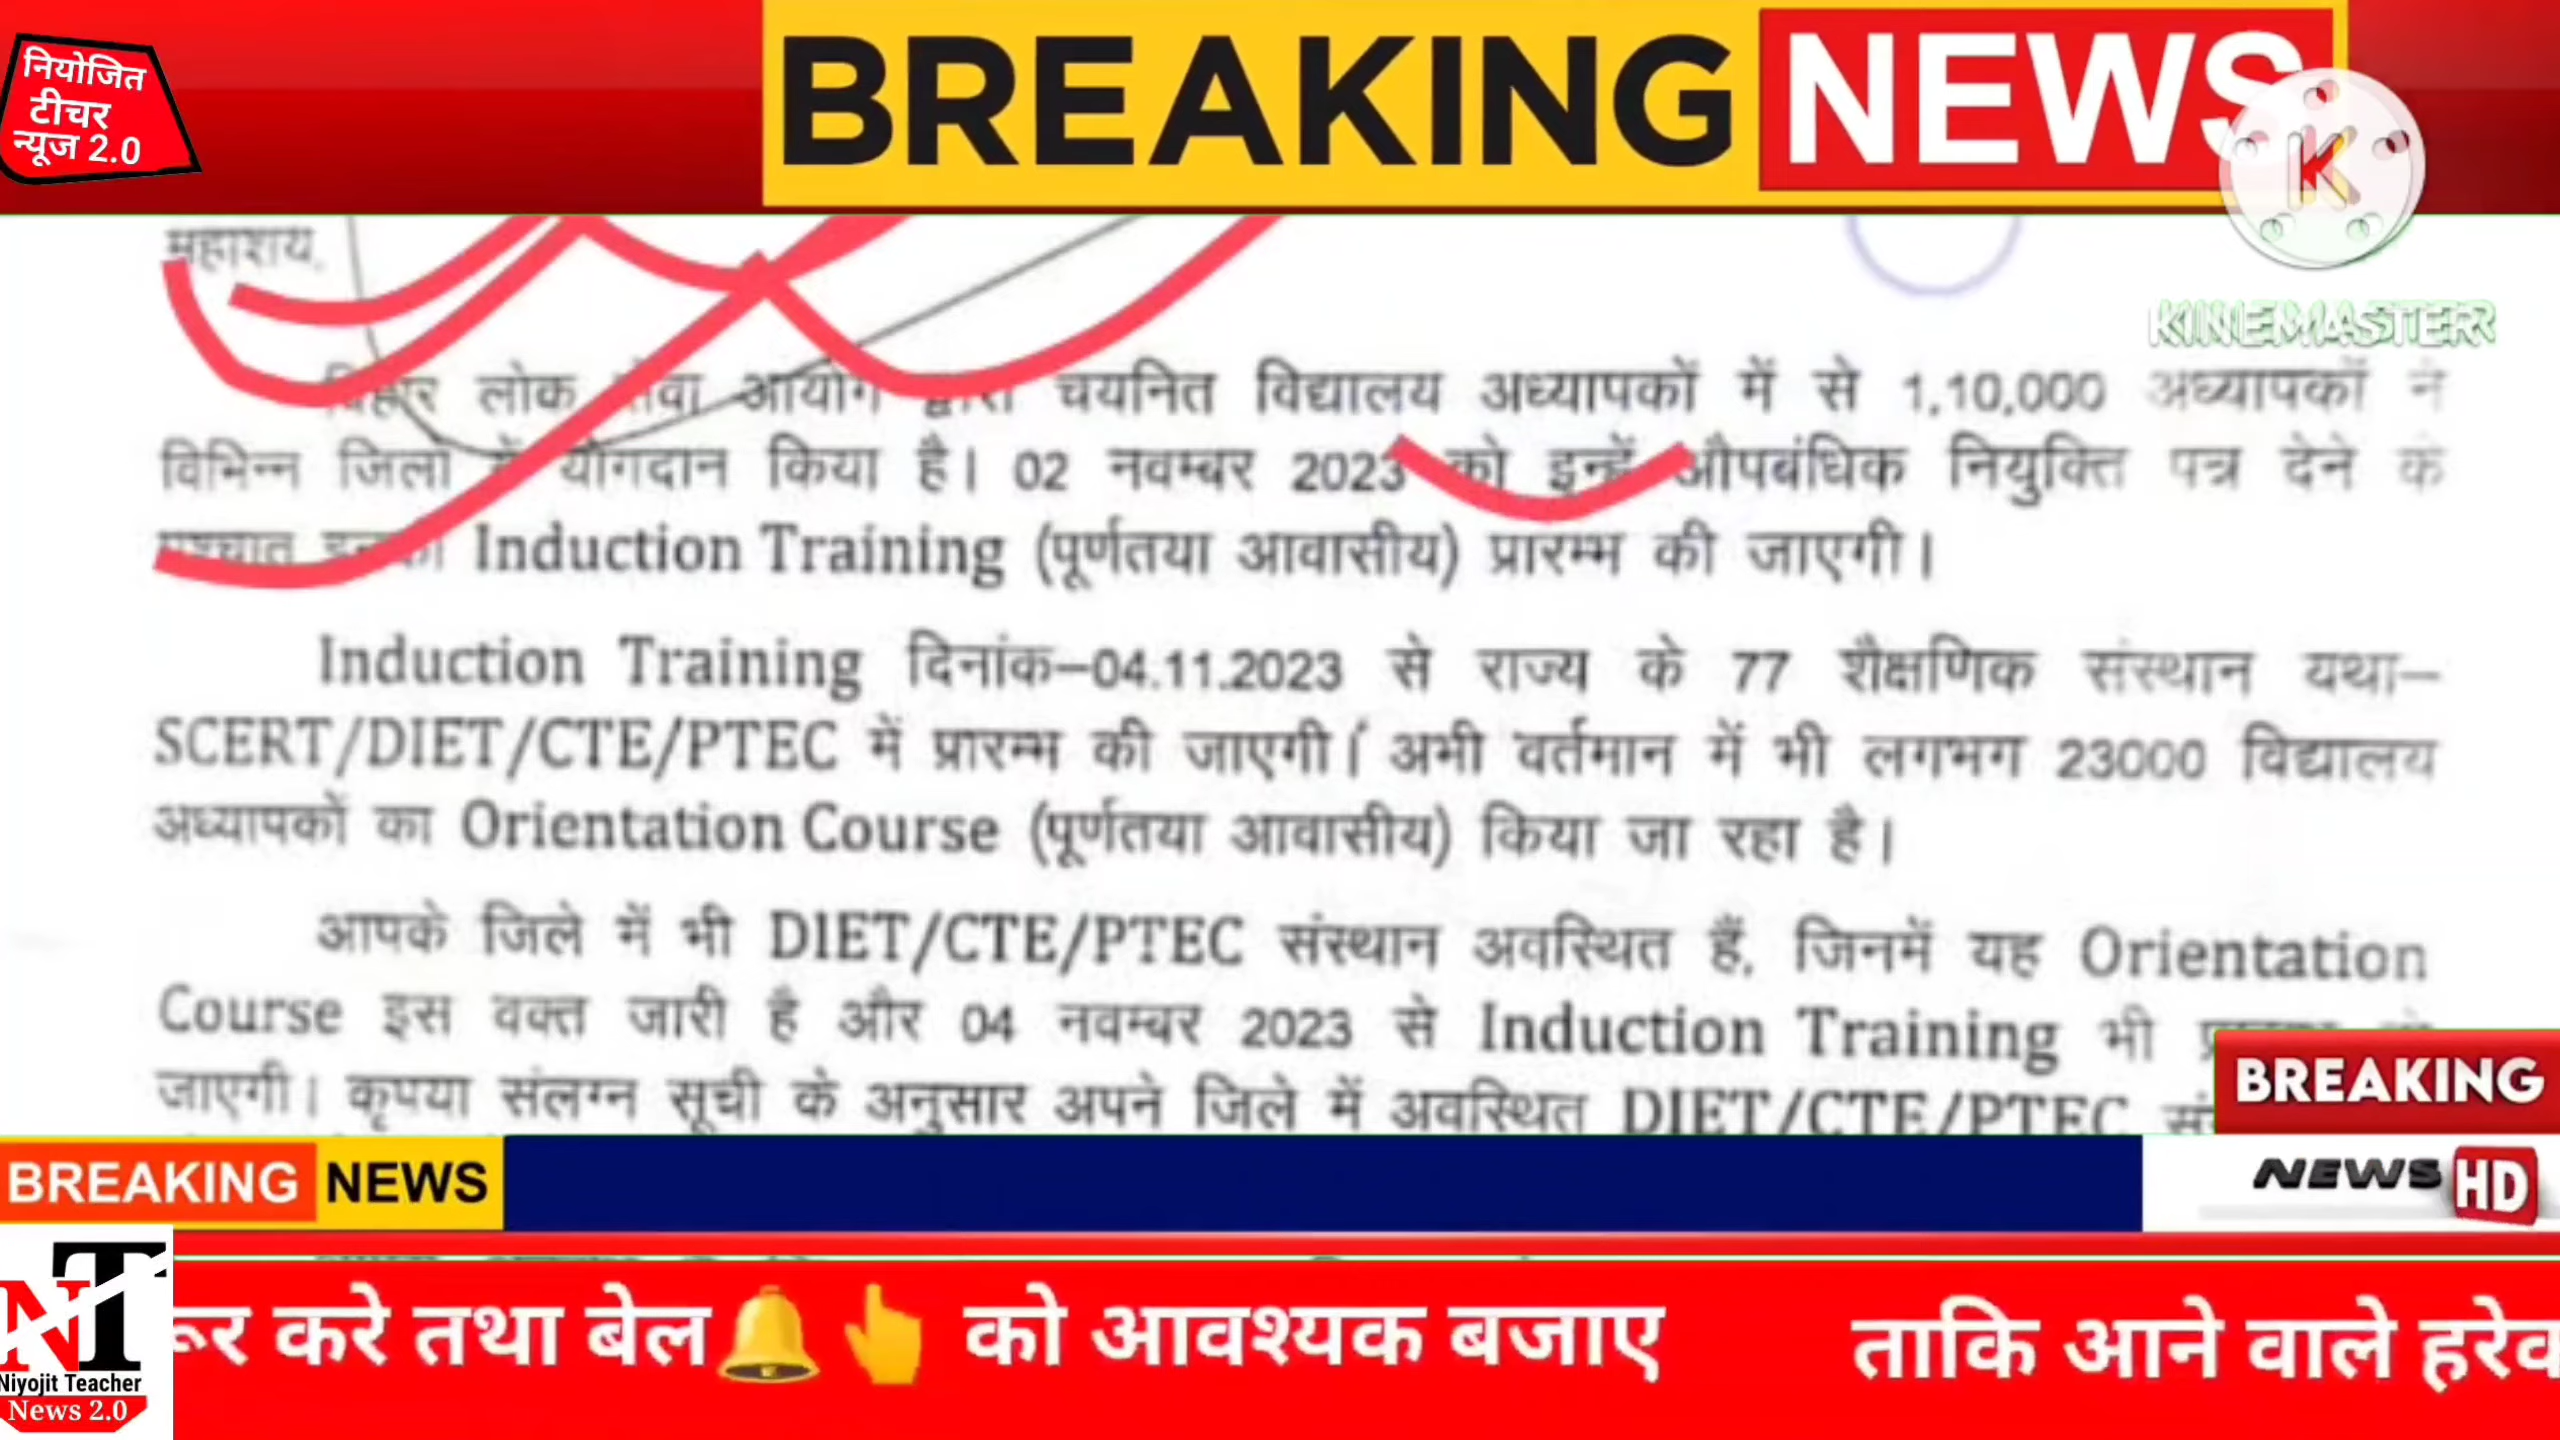 नियोजित
टीचर
न्यूज 2.0
BREAKING NEWS
K
KINEMASTER
महाशय,
बिहार लोक सेवा आयोग द्वारा चयनित विद्यालय अध्यापकों में से 1,10,000 अध्यापकों ने
विभिन्न जिलों में योगदान किया है। 02 नवम्बर 2023 को इन्हें औपबंधिक नियुक्ति पत्र देने के
पश्चात इनका Induction Training (पूर्णतया आवासीय) प्रारम्भ की जाएगी।
Induction Training दिनांक–04.11.2023 से राज्य के 77 शैक्षणिक संस्थान यथा–
SCERT/DIET/CTE/PTEC में प्रारम्भ की जाएगी। अभी वर्तमान में भी लगभग 23000 विद्यालय
अध्यापकों का Orientation Course (पूर्णतया आवासीय) किया जा रहा है।
आपके जिले में भी DIET/CTE/PTEC संस्थान अवस्थित हैं, जिनमें यह Orientation
Course इस वक्त जारी है और 04 नवम्बर 2023 से Induction Training भी
जाएगी। कृपया संलग्न सूची के अनुसार अपने जिले में अवस्थित DIET/CTE/PTEC
BREAKING
BREAKING NEWS
NEWS HD
NT
Niyojit Teacher
News 2.0
रूर करे तथा बेल🔔👆 को आवश्यक बजाए ताकि आने वाले हरेक